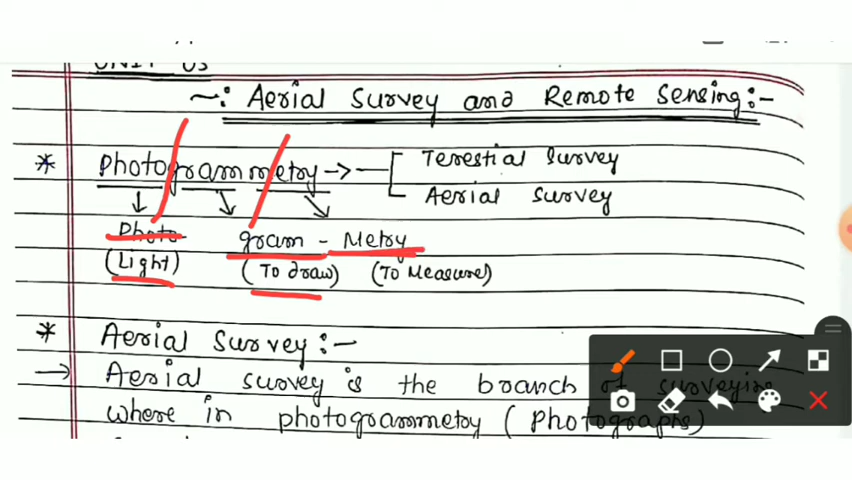 UNIT 03
~: Aerial Survey and Remote Sensing:-
* Photogrammetry → Terestial Survey
Aerial Survey
Photo gram - Metry
(Light) (To draw) (To Measure)
* Aerial Survey:-
→ Aerial survey is the branch of surveying
where in photogrammetry (photographs)